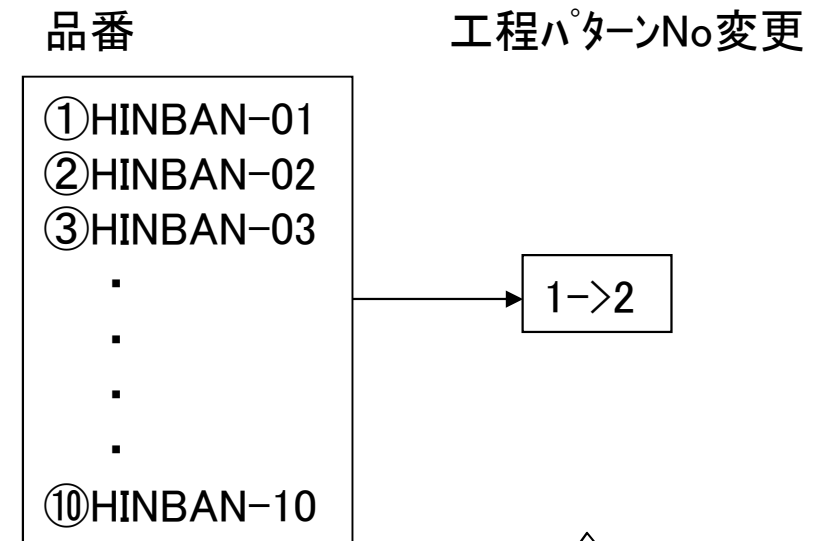 品番
工程ﾊﾟﾀｰﾝNo変更
①HINBAN-01
②HINBAN-02
③HINBAN-03
・
・
・
・
⑩HINBAN-10
1->2